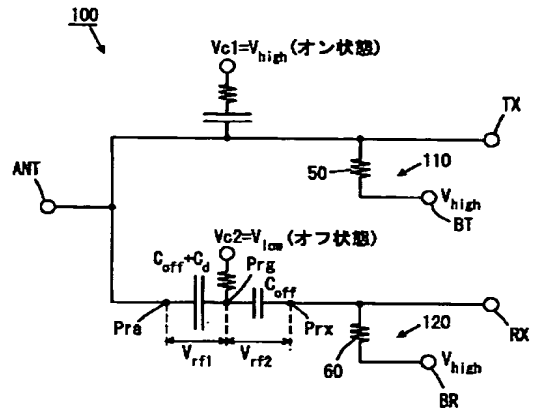 100
Vc1=Vhigh(オン状態)
TX
ANT
50
110
Vhigh
BT
Vc2=Vlow(オフ状態)
Coff+Cd
Prg
Coff
Pra
Prx
RX
Vrf1
Vrf2
60
120
Vhigh
BR